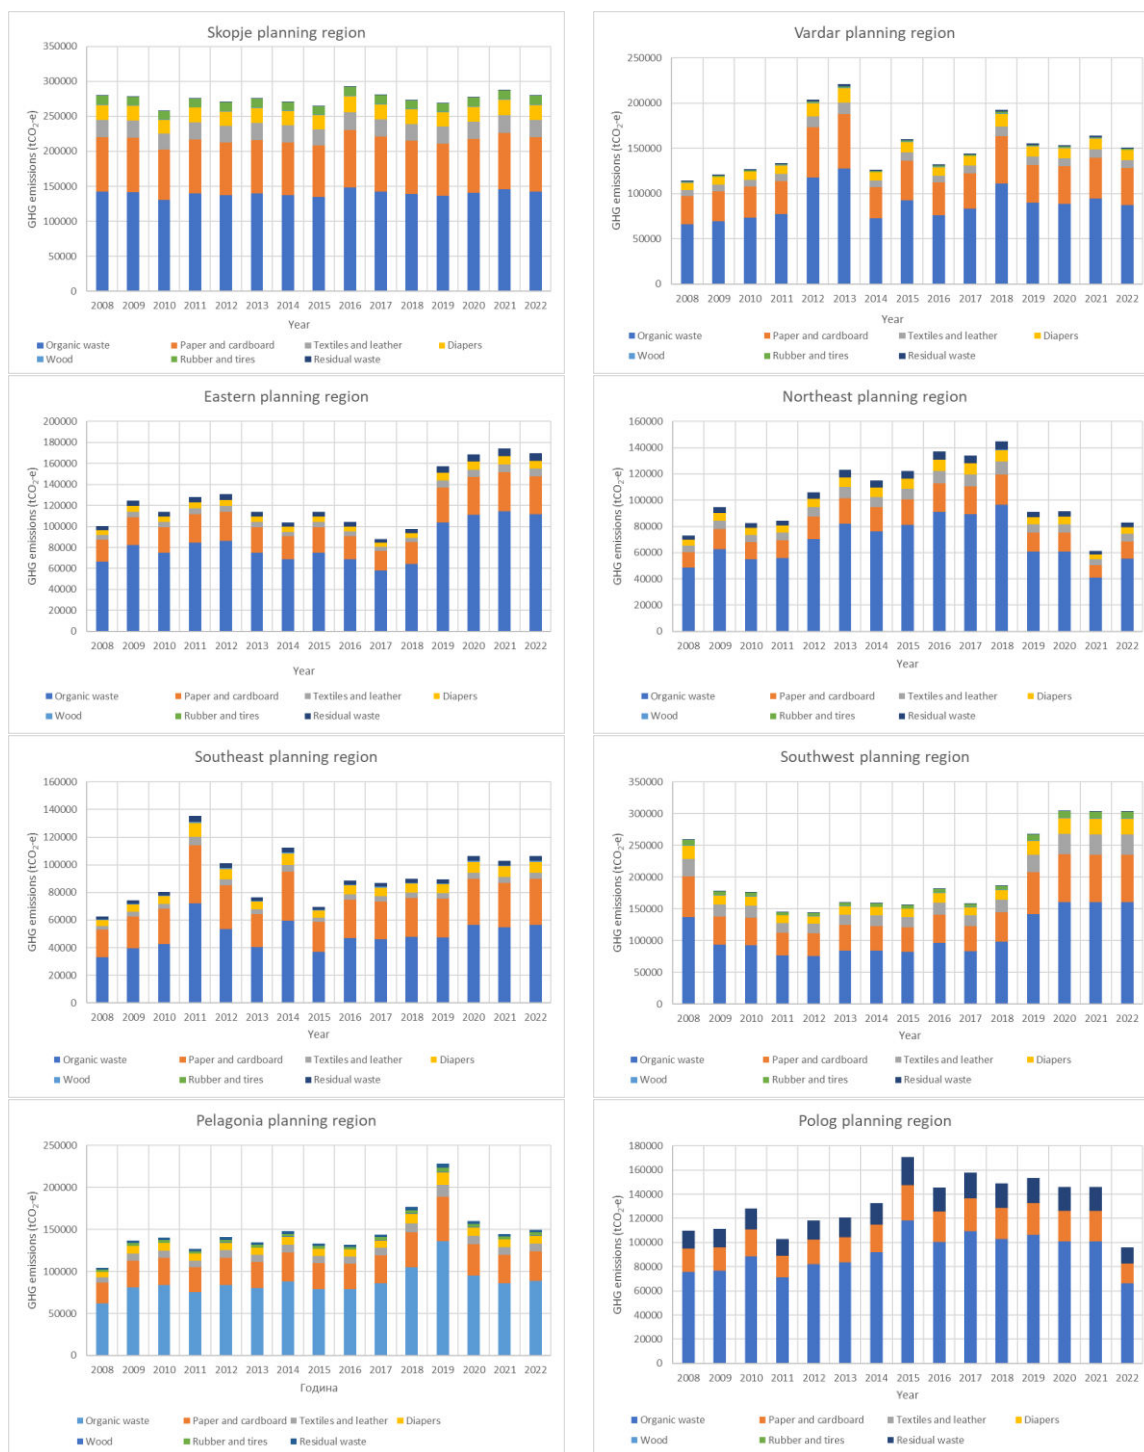 Skopje planning region
GHG emissions (tCO2-e)
350000
300000
250000
200000
150000
100000
50000
0
2008 2009 2010 2011 2012 2013 2014 2015 2016 2017 2018 2019 2020 2021 2022
Year
Organic waste Paper and cardboard Textiles and leather Diapers
Wood Rubber and tires Residual waste
Vardar planning region
GHG emissions (tCO2-e)
250000
200000
150000
100000
50000
0
2008 2009 2010 2011 2012 2013 2014 2015 2016 2017 2018 2019 2020 2021 2022
Year
Organic waste Paper and cardboard Textiles and leather Diapers
Wood Rubber and tires Residual waste
Eastern planning region
GHG emissions (tCO2-e)
200000
180000
160000
140000
120000
100000
80000
60000
40000
20000
0
2008 2009 2010 2011 2012 2013 2014 2015 2016 2017 2018 2019 2020 2021 2022
Year
Organic waste Paper and cardboard Textiles and leather Diapers
Wood Rubber and tires Residual waste
Northeast planning region
GHG emissions (tCO2-e)
160000
140000
120000
100000
80000
60000
40000
20000
0
2008 2009 2010 2011 2012 2013 2014 2015 2016 2017 2018 2019 2020 2021 2022
Year
Organic waste Paper and cardboard Textiles and leather Diapers
Wood Rubber and tires Residual waste
Southeast planning region
GHG emissions (tCO2-e)
160000
140000
120000
100000
80000
60000
40000
20000
0
2008 2009 2010 2011 2012 2013 2014 2015 2016 2017 2018 2019 2020 2021 2022
Year
Organic waste Paper and cardboard Textiles and leather Diapers
Wood Rubber and tires Residual waste
Southwest planning region
GHG emissions (tCO2-e)
350000
300000
250000
200000
150000
100000
50000
0
2008 2009 2010 2011 2012 2013 2014 2015 2016 2017 2018 2019 2020 2021 2022
Year
Organic waste Paper and cardboard Textiles and leather Diapers
Wood Rubber and tires Residual waste
Pelagonia planning region
GHG emissions (tCO2-e)
250000
200000
150000
100000
50000
0
2008 2009 2010 2011 2012 2013 2014 2015 2016 2017 2018 2019 2020 2021 2022
Година
Organic waste Paper and cardboard Textiles and leather Diapers
Wood Rubber and tires Residual waste
Polog planning region
GHG emissions (tCO2-e)
180000
160000
140000
120000
100000
80000
60000
40000
20000
0
2008 2009 2010 2011 2012 2013 2014 2015 2016 2017 2018 2019 2020 2021 2022
Year
Organic waste Paper and cardboard Textiles and leather Diapers
Wood Rubber and tires Residual waste